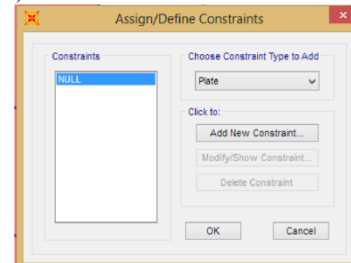 Assign/Define Constraints
Constraints
NULL
Choose Constraint Type to Add
Plate
Click to:
Add New Constraint...
Modify/Show Constraint...
Delete Constraint
OK
Cancel